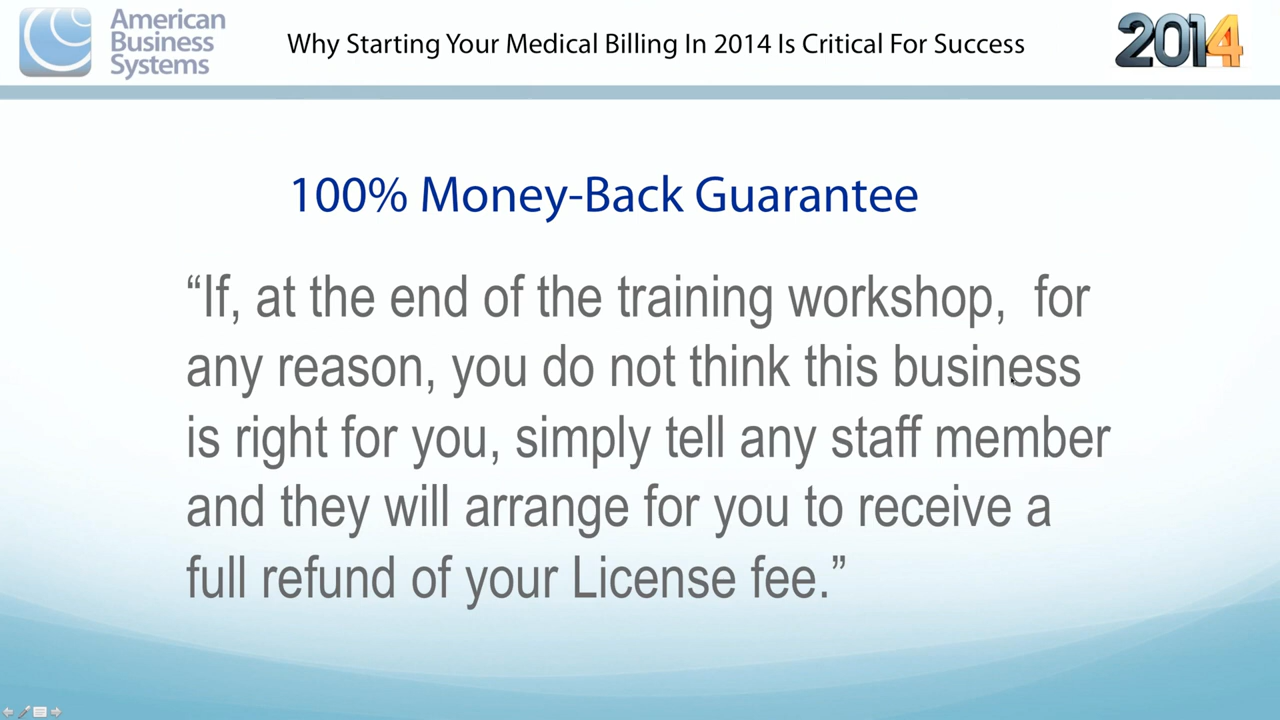 American
Business
Systems
Why Starting Your Medical Billing In 2014 Is Critical For Success
2014
100% Money-Back Guarantee
“If, at the end of the training workshop,  for
any reason, you do not think this business
is right for you, simply tell any staff member
and they will arrange for you to receive a
full refund of your License fee.”